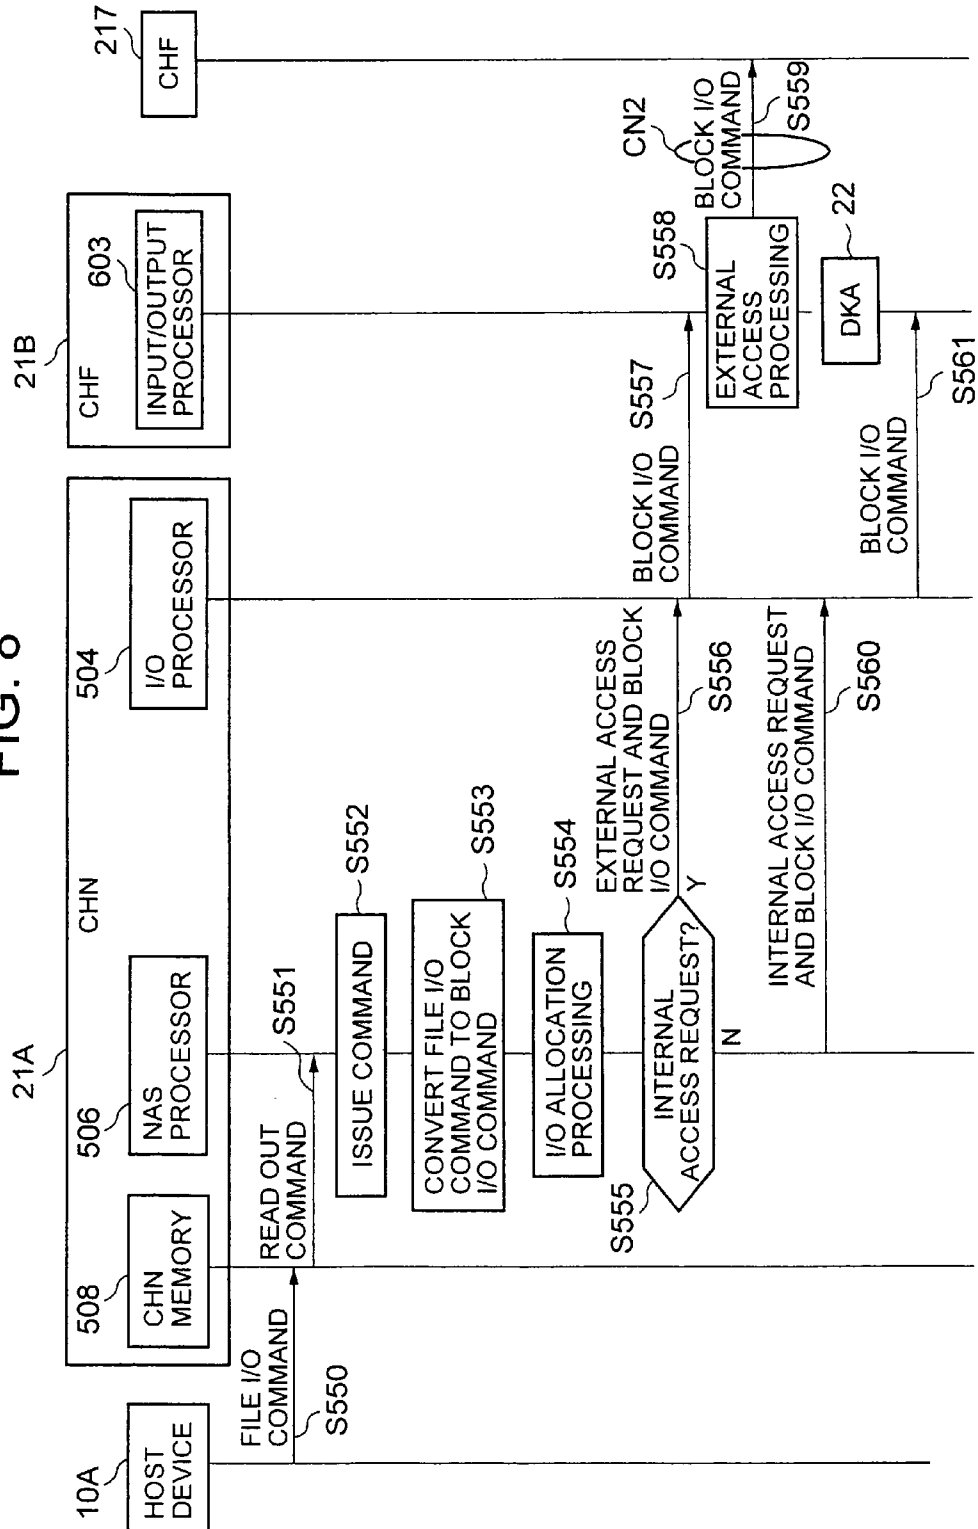 FIG. 8
10A
HOST
DEVICE
21A
CHN
508
CHN
MEMORY
506
NAS
PROCESSOR
504
I/O
PROCESSOR
21B
CHF
603
INPUT/OUTPUT
PROCESSOR
217
CHF
FILE I/O
COMMAND
S550
READ OUT
COMMAND
S551
ISSUE COMMAND
S552
CONVERT FILE I/O
COMMAND TO BLOCK
I/O COMMAND
S553
I/O ALLOCATION
PROCESSING
S554
INTERNAL
ACCESS REQUEST?
S555
Y
N
EXTERNAL ACCESS
REQUEST AND BLOCK
I/O COMMAND
S556
BLOCK I/O
COMMAND
S557
EXTERNAL
ACCESS
PROCESSING
S558
BLOCK I/O
COMMAND
CN2
S559
DKA
22
INTERNAL ACCESS REQUEST
AND BLOCK I/O COMMAND
S560
BLOCK I/O
COMMAND
S561